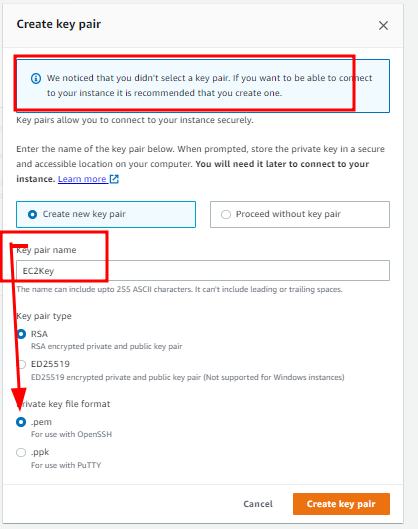 Create key pair
We noticed that you didn't select a key pair. If you want to be able to connect
to your instance it is recommended that you create one.
Key pairs allow you to connect to your instance securely.
Enter the name of the key pair below. When prompted, store the private key in a secure
and accessible location on your computer. You will need it later to connect to your
instance. Learn more
Create new key pair
Proceed without key pair
Key pair name
EC2Key
The name can include upto 255 ASCII characters. It can't include leading or trailing spaces.
Key pair type
RSA
RSA encrypted private and public key pair
ED25519
ED25519 encrypted private and public key pair (Not supported for Windows instances)
Private key file format
.pem
For use with OpenSSH
.ppk
For use with PuTTY
Cancel
Create key pair